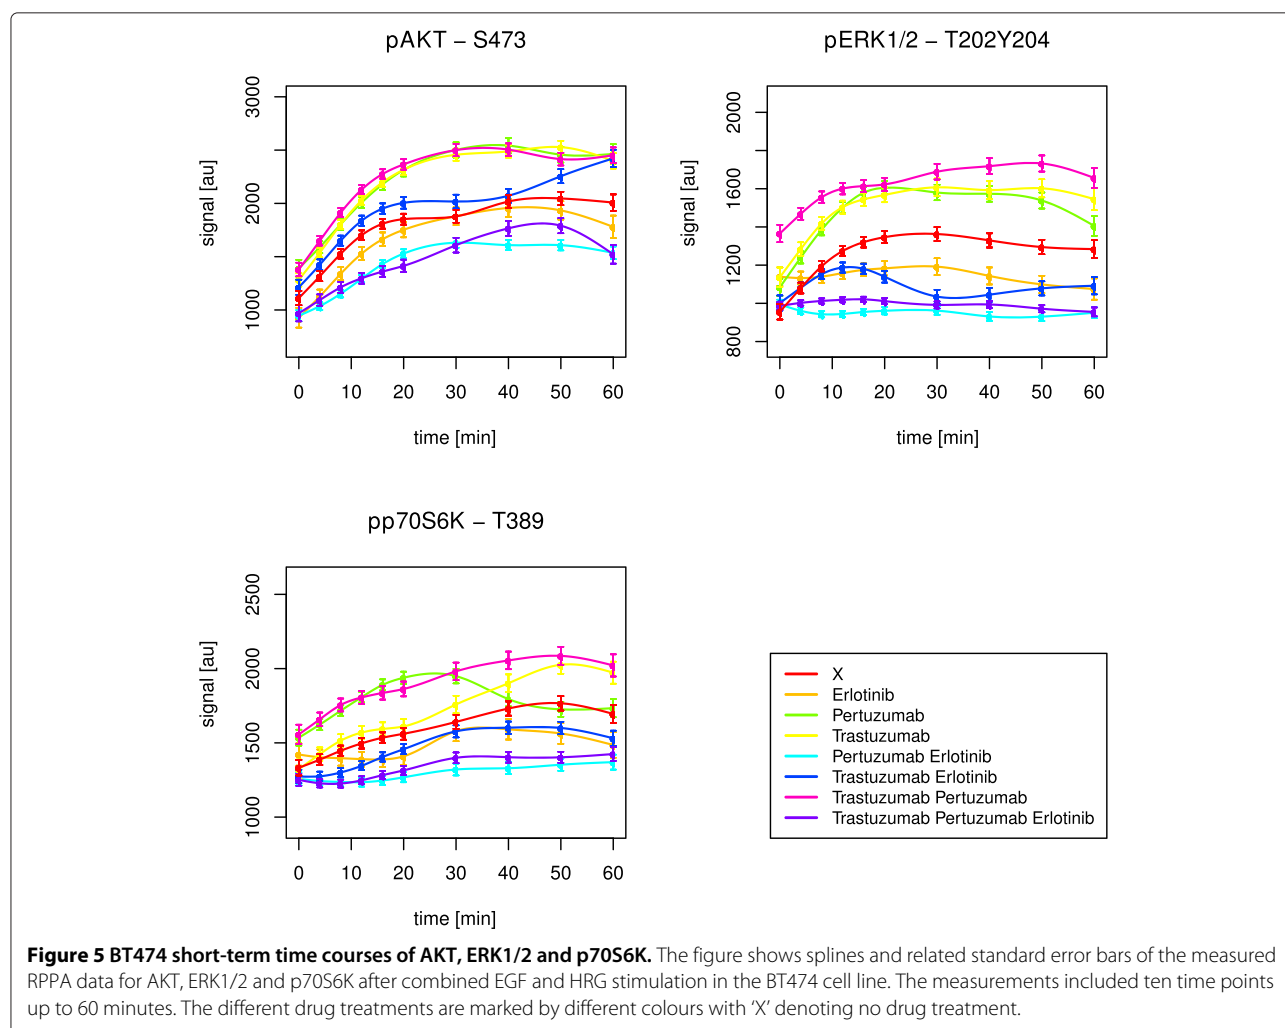 pAKT – S473
3000
2000
1000
signal [au]
0 10 20 30 40 50 60
time [min]
pERK1/2 – T202Y204
2000
1600
1200
800
signal [au]
0 10 20 30 40 50 60
time [min]
pp70S6K – T389
2500
2000
1500
1000
signal [au]
0 10 20 30 40 50 60
time [min]
X
Erlotinib
Pertuzumab
Trastuzumab
Pertuzumab Erlotinib
Trastuzumab Erlotinib
Trastuzumab Pertuzumab
Trastuzumab Pertuzumab Erlotinib
Figure 5 BT474 short-term time courses of AKT, ERK1/2 and p70S6K. The figure shows splines and related standard error bars of the measured
RPPA data for AKT, ERK1/2 and p70S6K after combined EGF and HRG stimulation in the BT474 cell line. The measurements included ten time points
up to 60 minutes. The different drug treatments are marked by different colours with ‘X’ denoting no drug treatment.